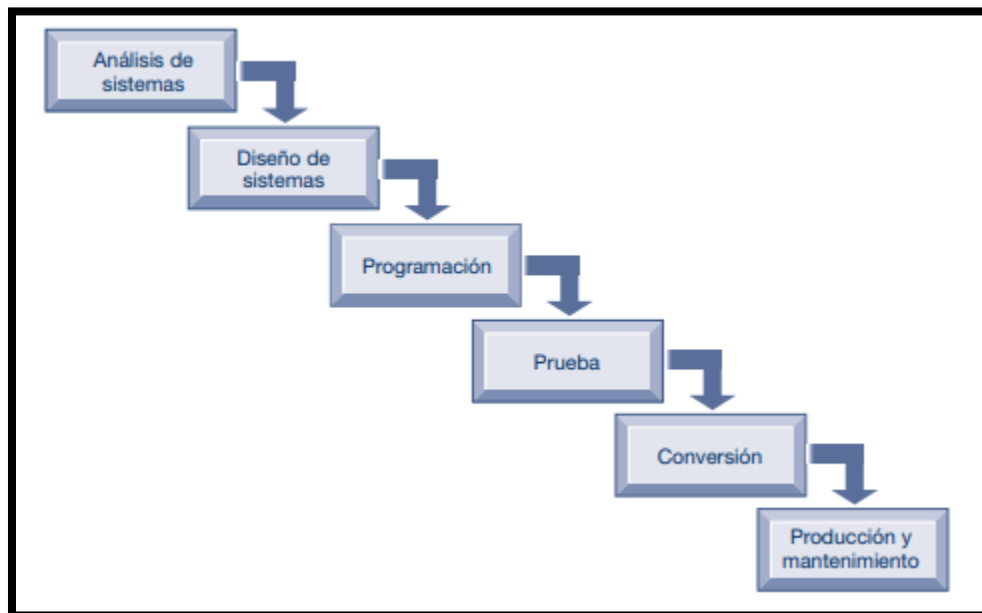 Análisis de
sistemas
Diseño de
sistemas
Programación
Prueba
Conversión
Producción y
mantenimiento